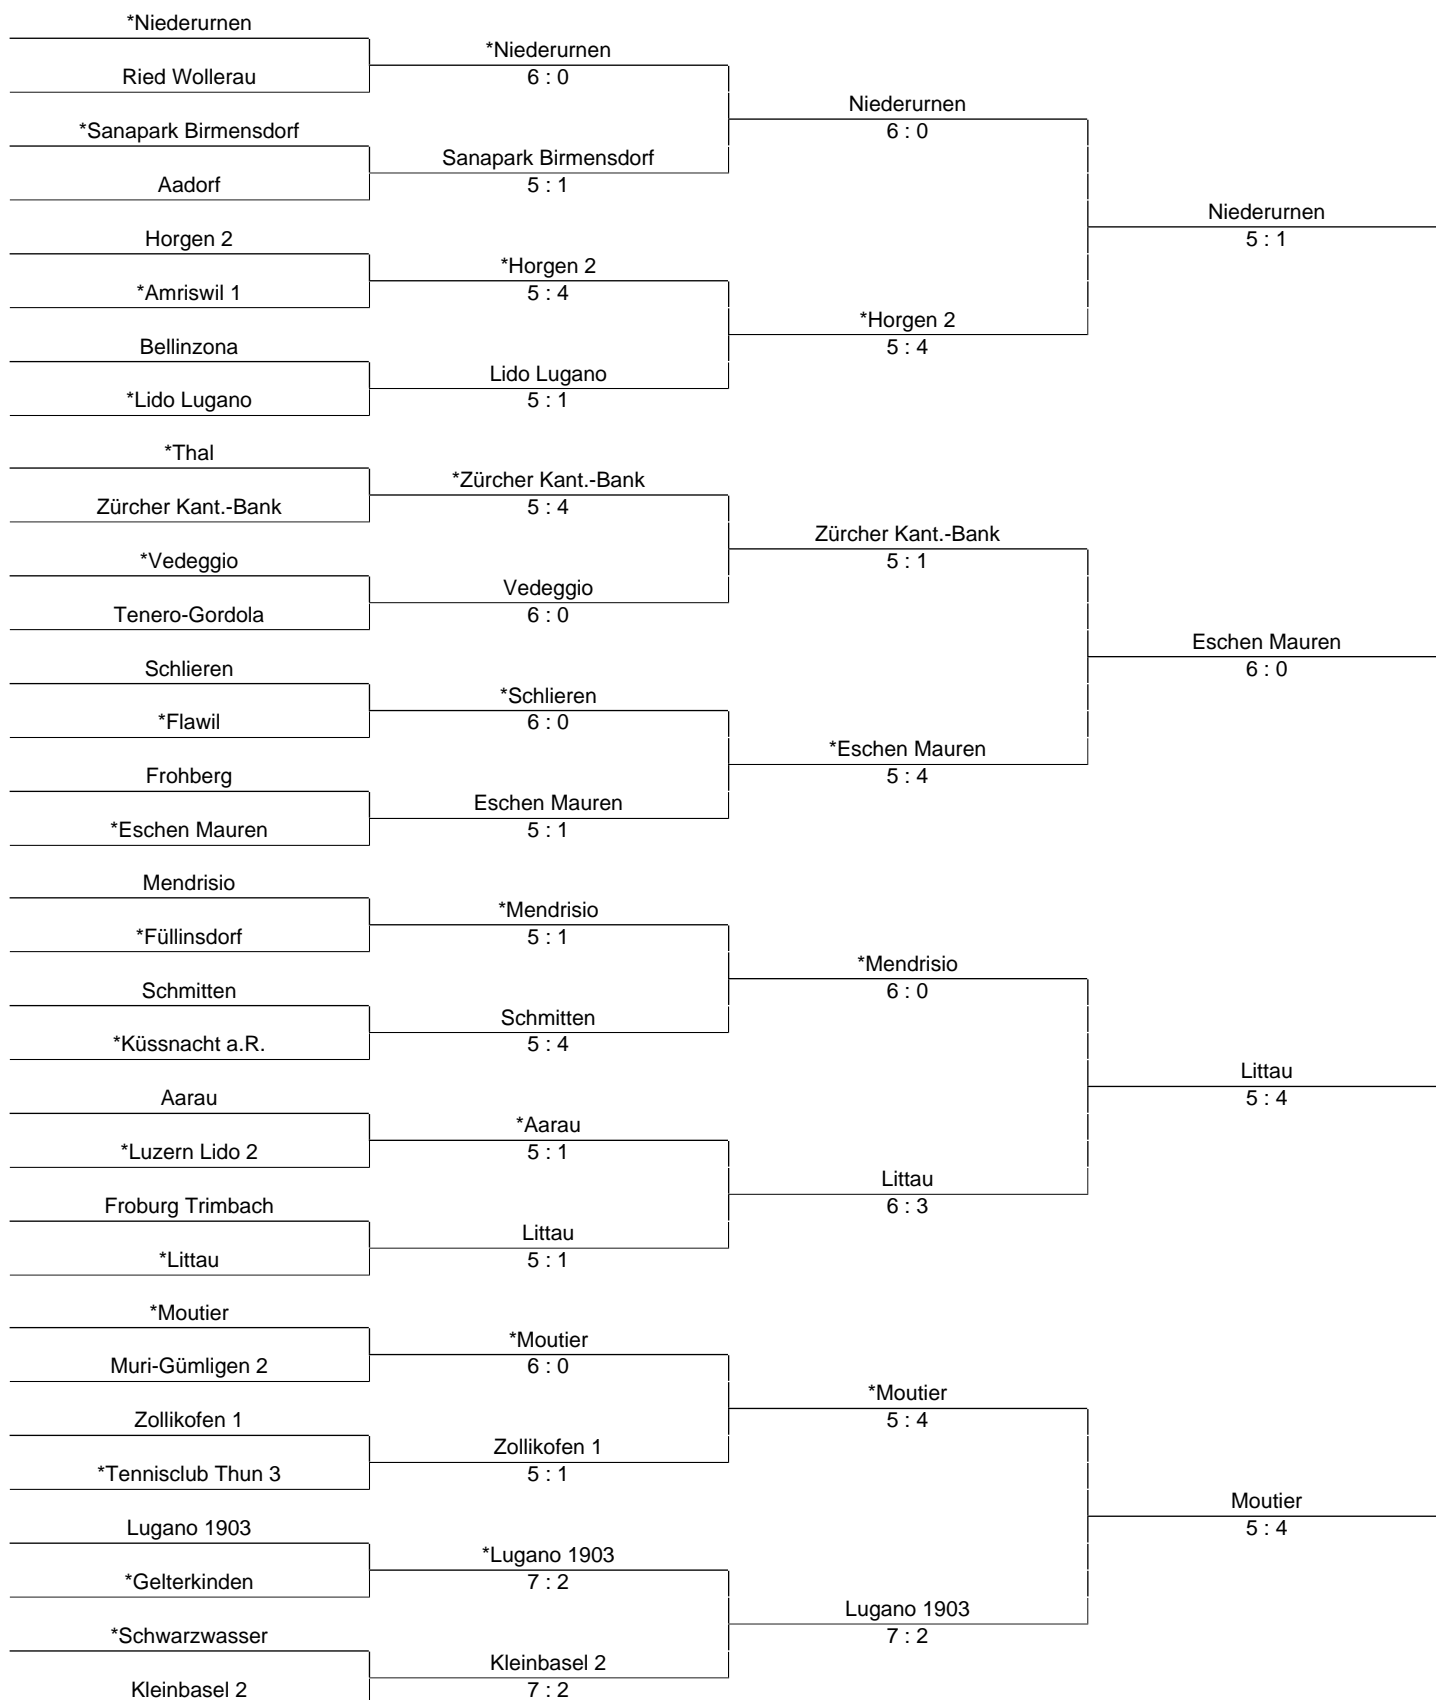 *Niederurnen
Ried Wollerau
*Sanapark Birmensdorf
Aadorf
Horgen 2
*Amriswil 1
Bellinzona
*Lido Lugano
*Thal
Zürcher Kant.-Bank
*Vedeggio
Tenero-Gordola
Schlieren
*Flawil
Frohberg
*Eschen Mauren
Mendrisio
*Füllinsdorf
Schmitten
*Küssnacht a.R.
Aarau
*Luzern Lido 2
Froburg Trimbach
*Littau
*Moutier
Muri-Gümligen 2
Zollikofen 1
*Tennisclub Thun 3
Lugano 1903
*Gelterkinden
*Schwarzwasser
Kleinbasel 2
*Niederurnen
6 : 0
Sanapark Birmensdorf
5 : 1
*Horgen 2
5 : 4
Lido Lugano
5 : 1
*Zürcher Kant.-Bank
5 : 4
Vedeggio
6 : 0
*Schlieren
6 : 0
Eschen Mauren
5 : 1
*Mendrisio
5 : 1
Schmitten
5 : 4
*Aarau
5 : 1
Littau
5 : 1
*Moutier
6 : 0
Zollikofen 1
5 : 1
*Lugano 1903
7 : 2
Kleinbasel 2
7 : 2
Niederurnen
6 : 0
*Horgen 2
5 : 4
Zürcher Kant.-Bank
5 : 1
*Eschen Mauren
5 : 4
*Mendrisio
6 : 0
Littau
6 : 3
*Moutier
5 : 4
Lugano 1903
7 : 2
Niederurnen
5 : 1
Eschen Mauren
6 : 0
Littau
5 : 4
Moutier
5 : 4